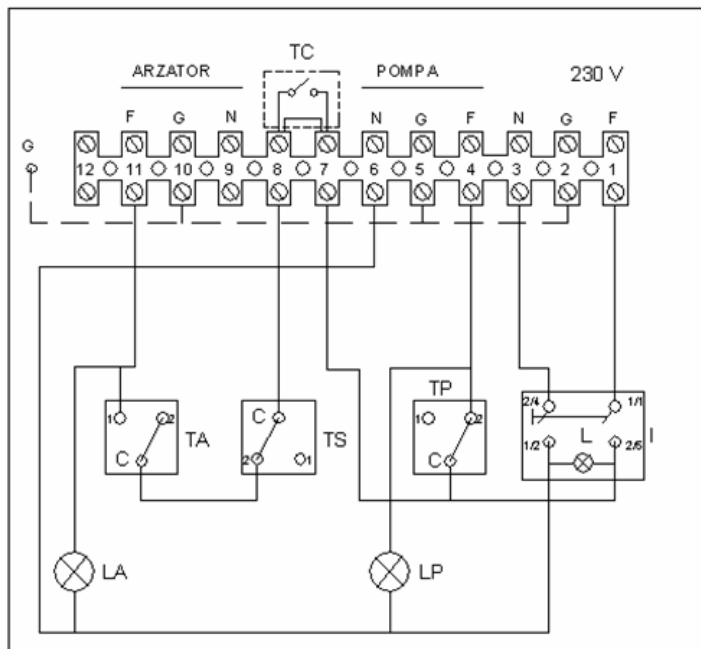 ARZATOR TC POMPA 230 V
F G N N G F N G F
G
12 11 10 9 8 7 6 5 4 3 2 1
TP
2/4 1/1
1 2 TA C TS 1 2 L I
C 2 1 C 1/2 2/5
LA LP